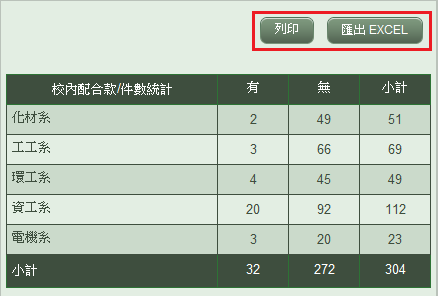 列印 匯出 EXCEL
校內配合款/件數統計 有 無 小計
化材系 2 49 51
工工系 3 66 69
環工系 4 45 49
資工系 20 92 112
電機系 3 20 23
小計 32 272 304